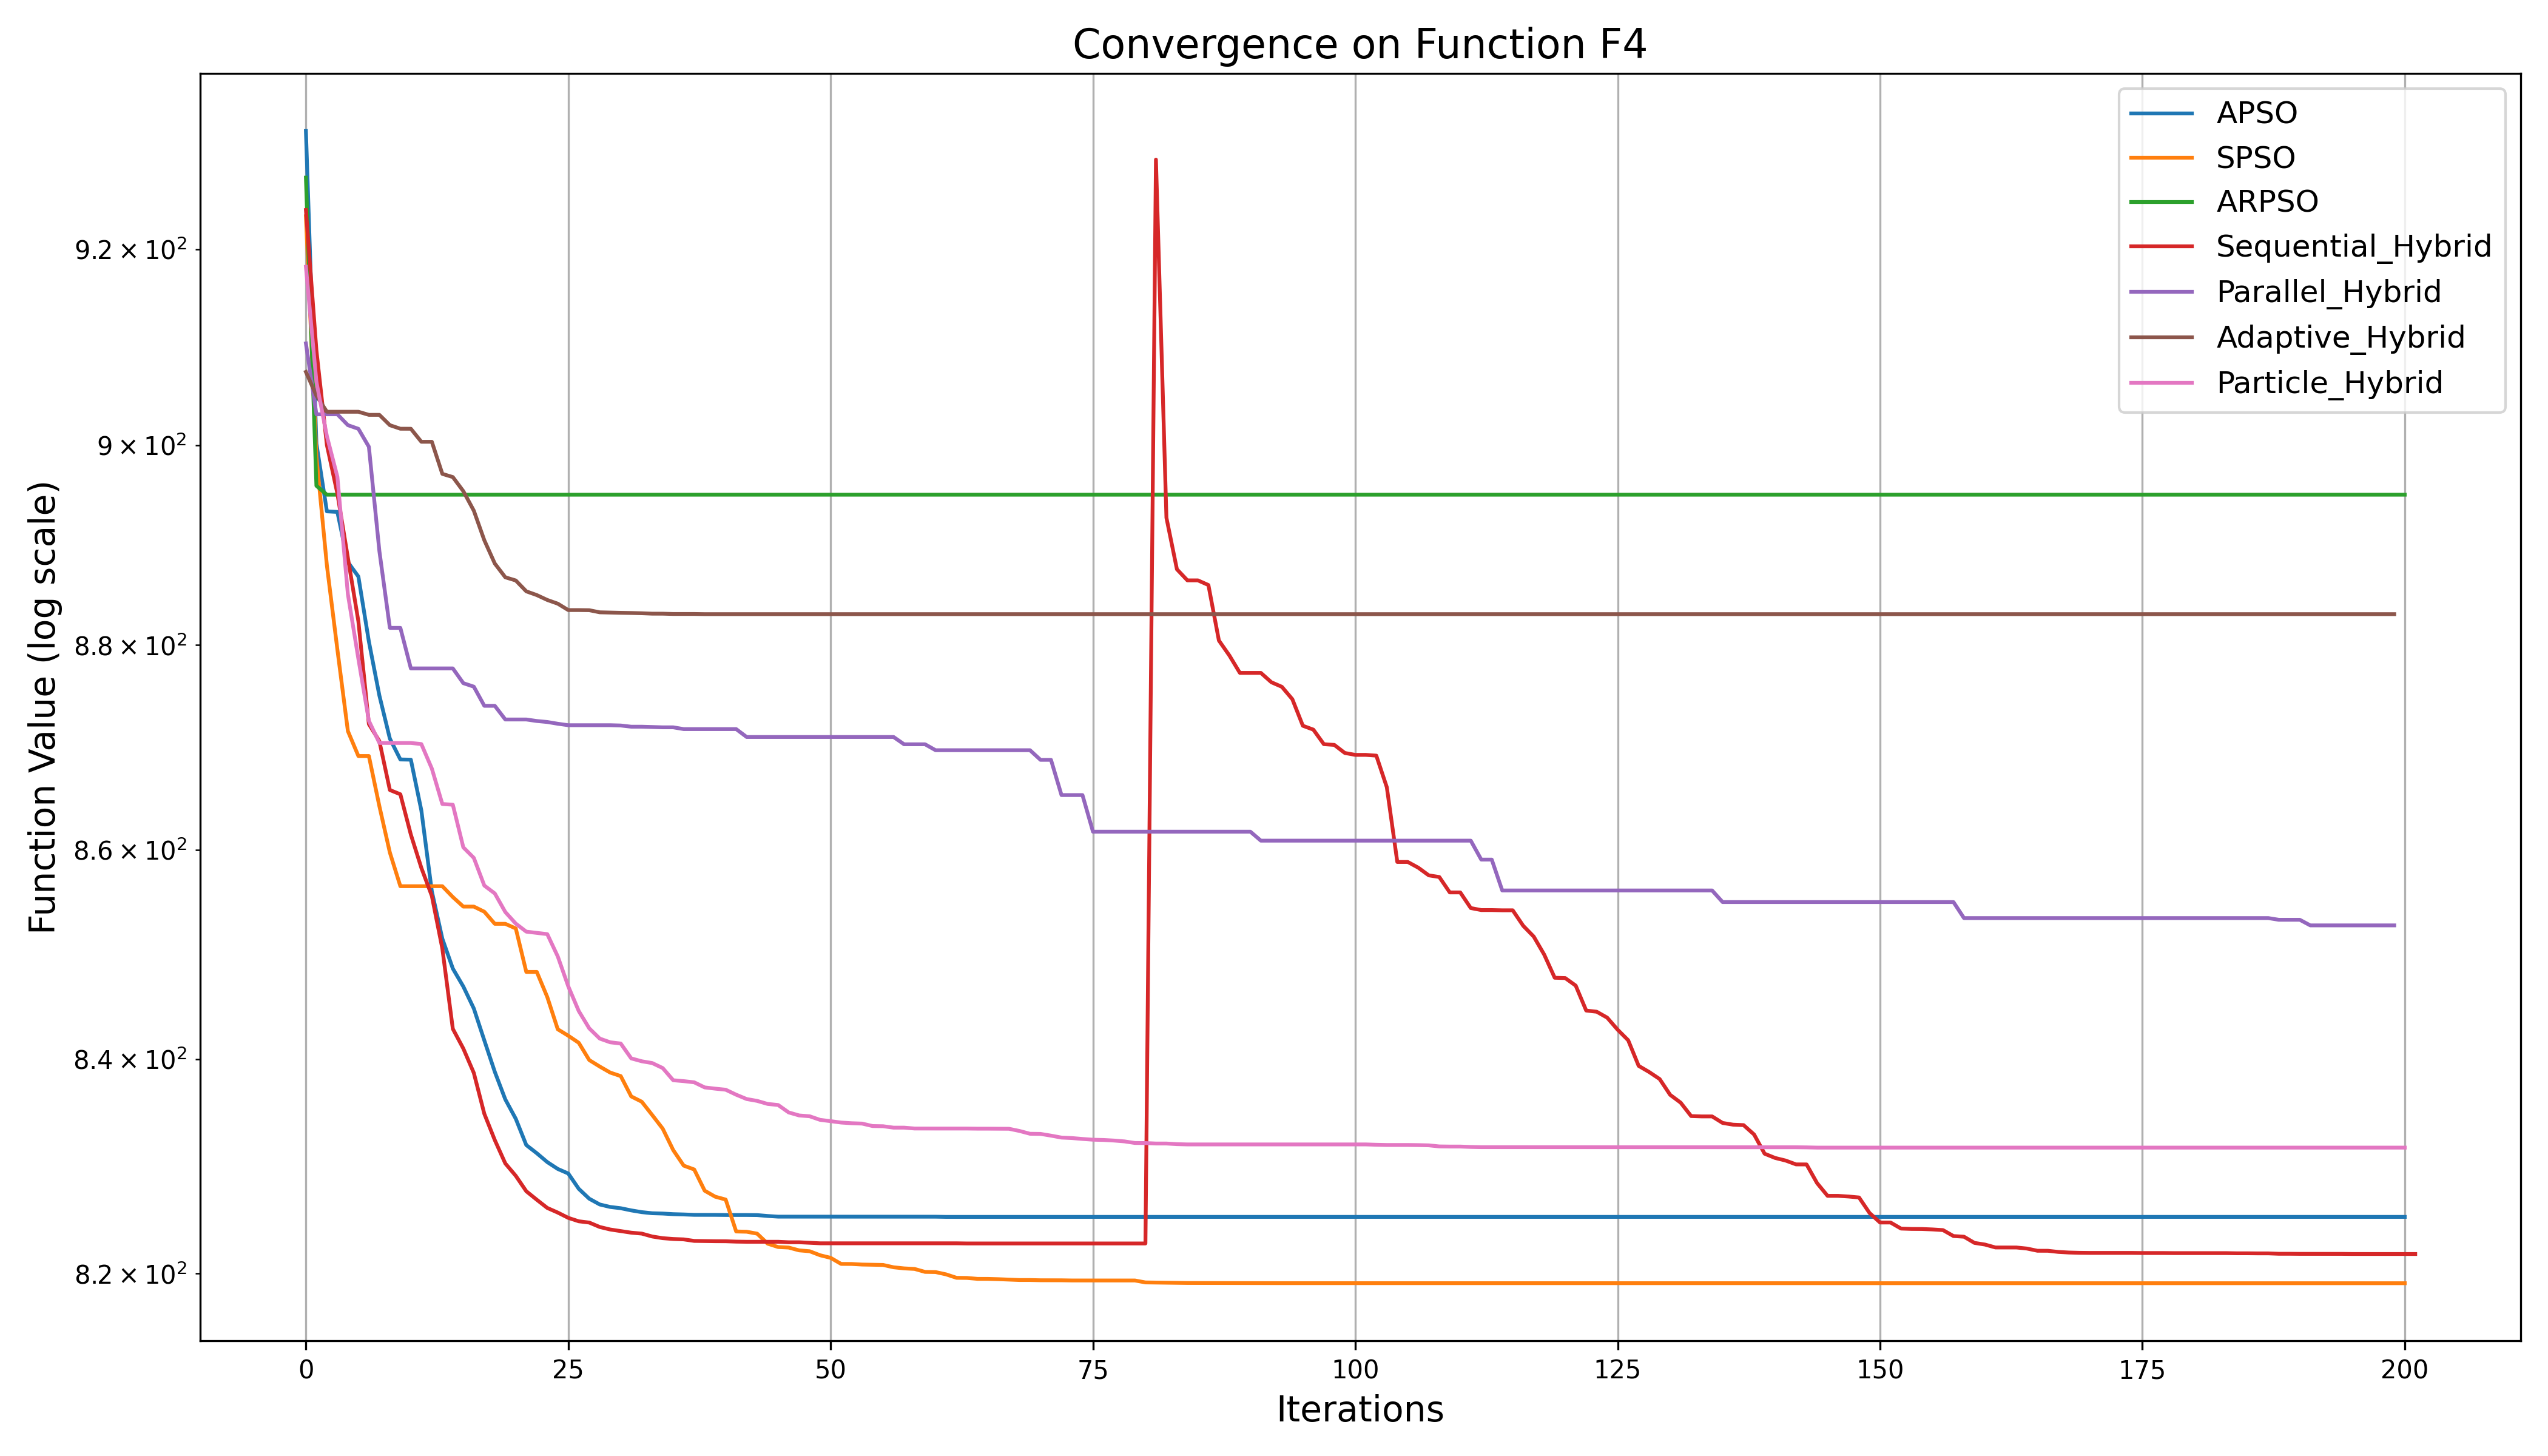 Convergence on Function F4
Function Value (log scale)
9.2 × 10²
9 × 10²
8.8 × 10²
8.6 × 10²
8.4 × 10²
8.2 × 10²
APSO
SPSO
ARPSO
Sequential_Hybrid
Parallel_Hybrid
Adaptive_Hybrid
Particle_Hybrid
0 25 50 75 100 125 150 175 200
Iterations